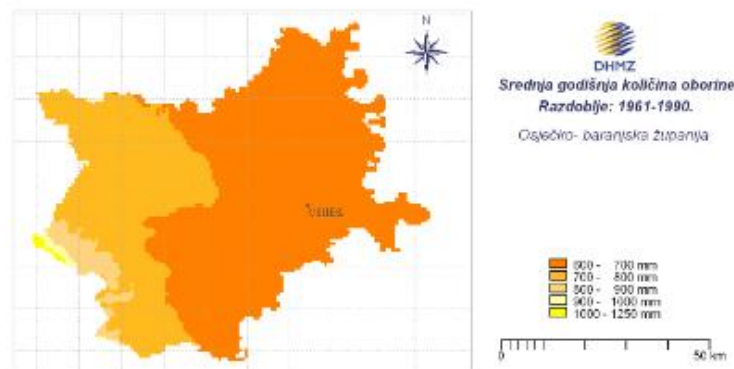 N
DHMZ
Srednja godišnja količina oborine
Razdoblje: 1961-1990.
Osječko- baranjska županija
OSIJEK
600 - 700 mm
700 - 800 mm
800 - 900 mm
900 - 1000 mm
1000 - 1250 mm
0 50 km